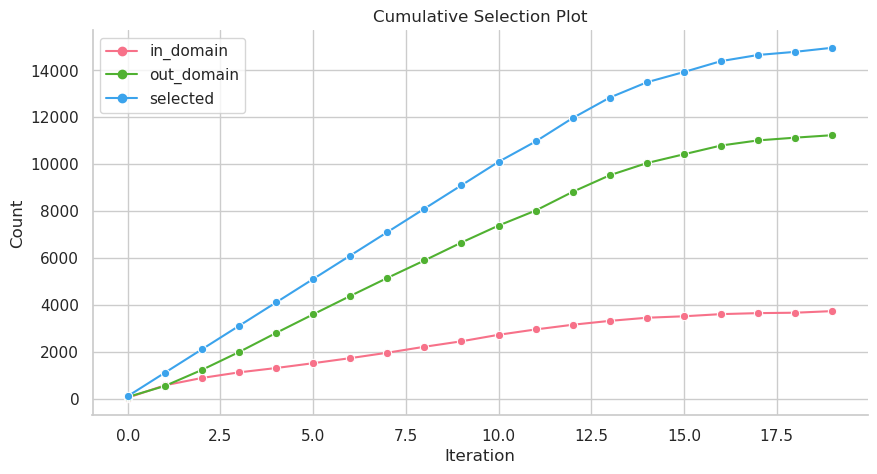 Cumulative Selection Plot
in_domain
out_domain
selected
Count
14000
12000
10000
8000
6000
4000
2000
0
0.0 2.5 5.0 7.5 10.0 12.5 15.0 17.5
Iteration